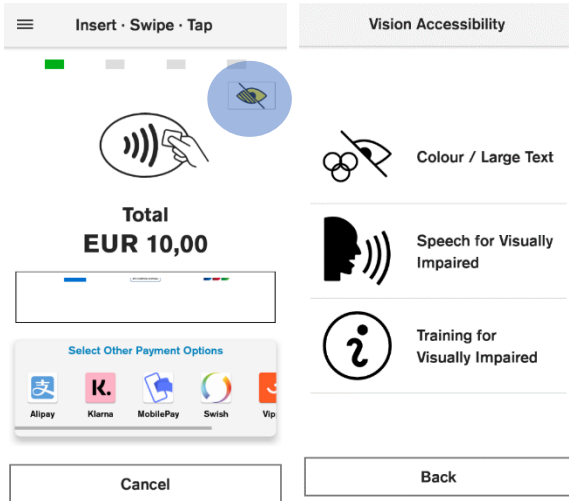 Insert · Swipe · Tap
Total
EUR 10,00
Select Other Payment Options
K.
Alipay
Klarna
MobilePay
Swish
Vip
Cancel
Vision Accessibility
Colour / Large Text
Speech for Visually
Impaired
Training for
Visually Impaired
Back